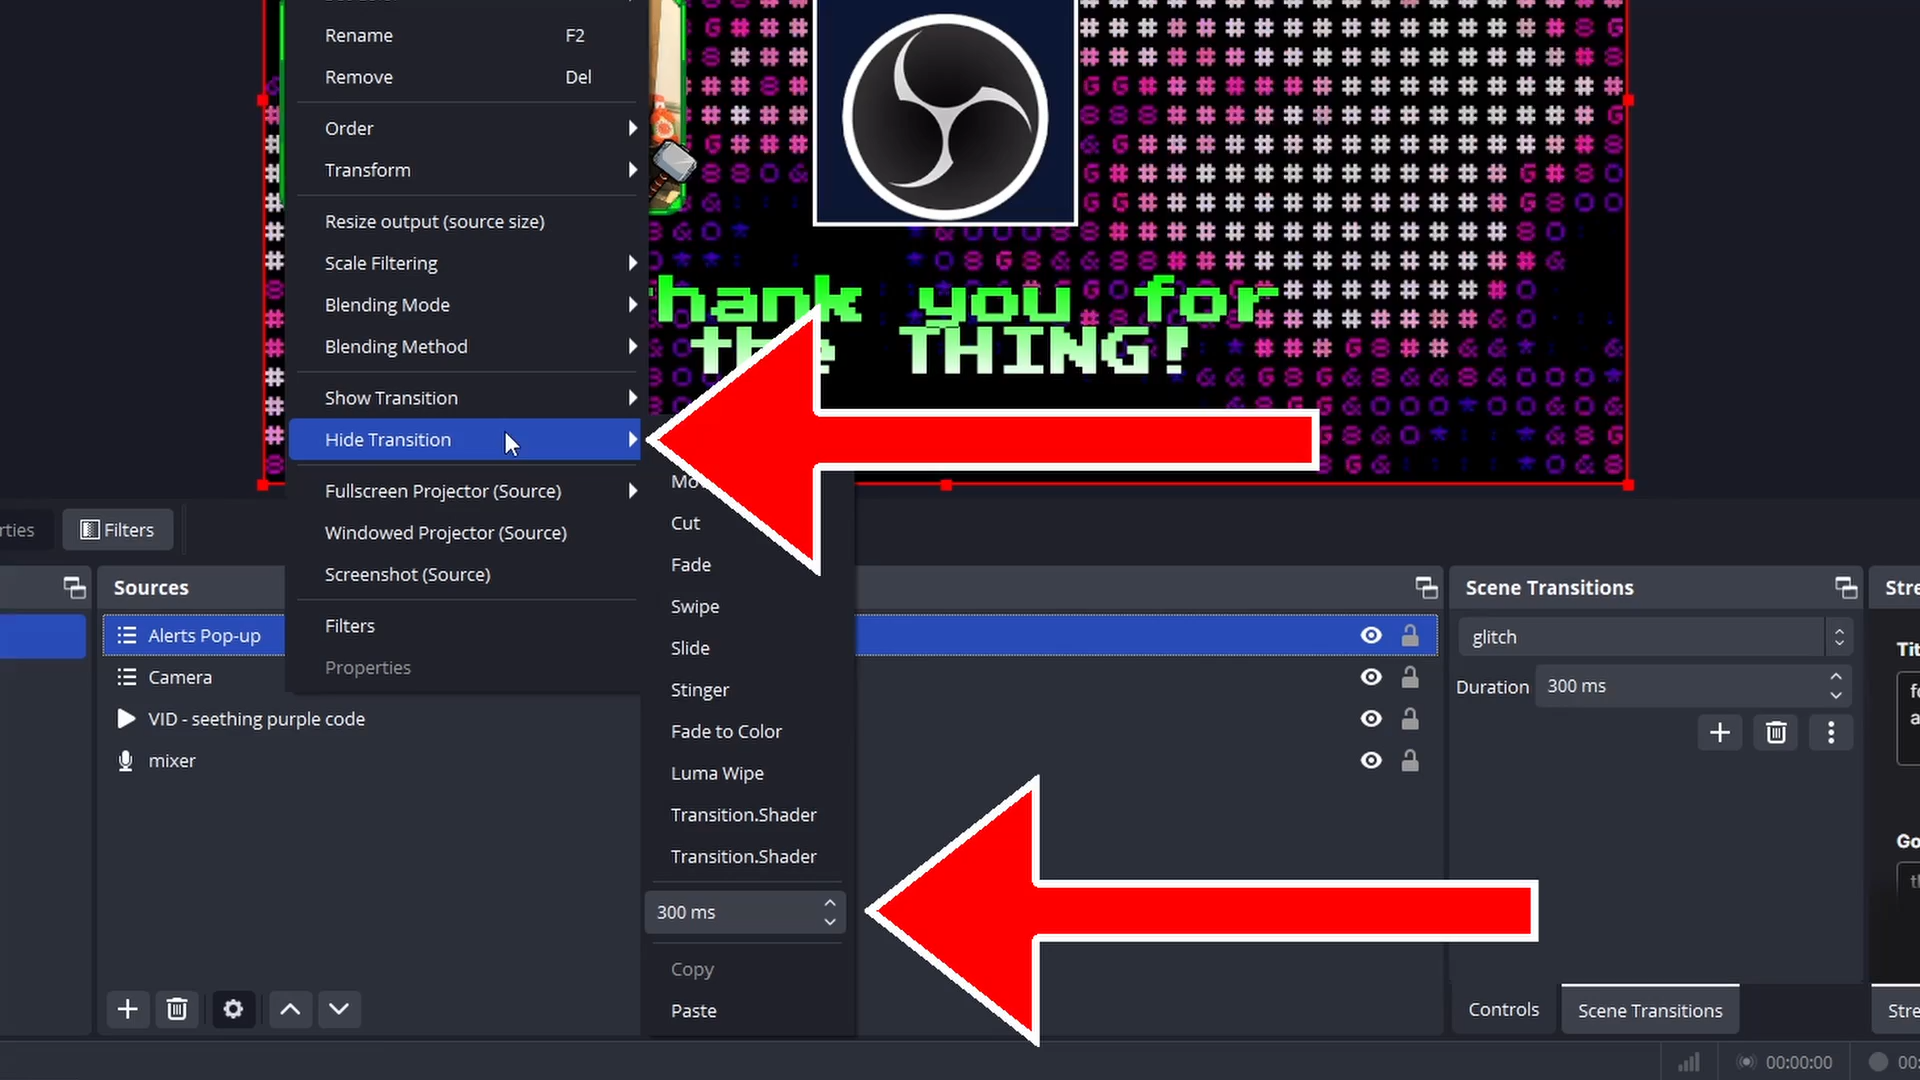 Rename F2
Remove Del
Order
Transform
Resize output (source size)
Scale Filtering
Blending Mode
Blending Method
Show Transition
Hide Transition
Fullscreen Projector (Source)
Windowed Projector (Source)
Screenshot (Source)
Filters
Properties
hank you for
the THING!
Cut
Fade
Swipe
Slide
Stinger
Fade to Color
Luma Wipe
Transition.Shader
Transition.Shader
300 ms
Copy
Paste
Filters
Sources
Alerts Pop-up
Camera
VID - seething purple code
mixer
Scene Transitions
glitch
Duration 300 ms
Controls
Scene Transitions
00:00:00